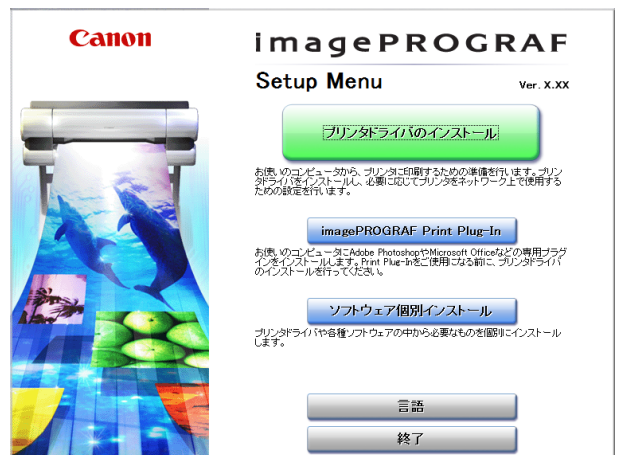 Canon
imagePROGRAF
Setup Menu
Ver. X.XX
プリンタドライバのインストール
お使いのコンピュータから、プリンタに印刷するための準備を行います。プリン
タドライバをインストールし、必要に応じてプリンタをネットワーク上で使用する
ための設定を行います。
imagePROGRAF Print Plug-In
お使いのコンピュータにAdobe PhotoshopやMicrosoft Officeなどの専用プラグ
インをインストールします。Print Plug-Inをご使用になる前に、プリンタドライバ
のインストールを行ってください。
ソフトウェア個別インストール
プリンタドライバや各種ソフトウェアの中から必要なものを個別にインストール
します。
言語
終了